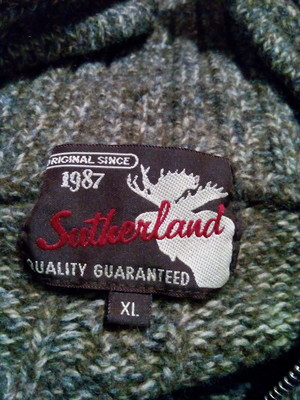 ORIGINAL SINCE
1987
Sutherland
QUALITY GUARANTEED
XL